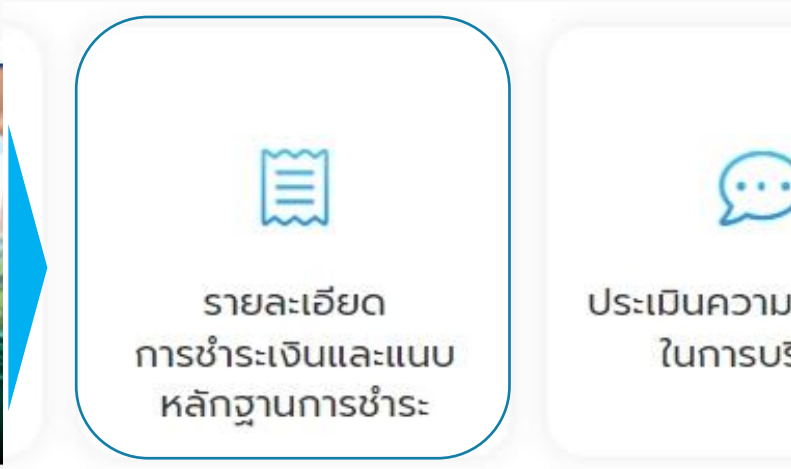 รายละเอียด
การชำระเงินและแนบ
หลักฐานการชำระ
ประเมินความ
ในการบริ